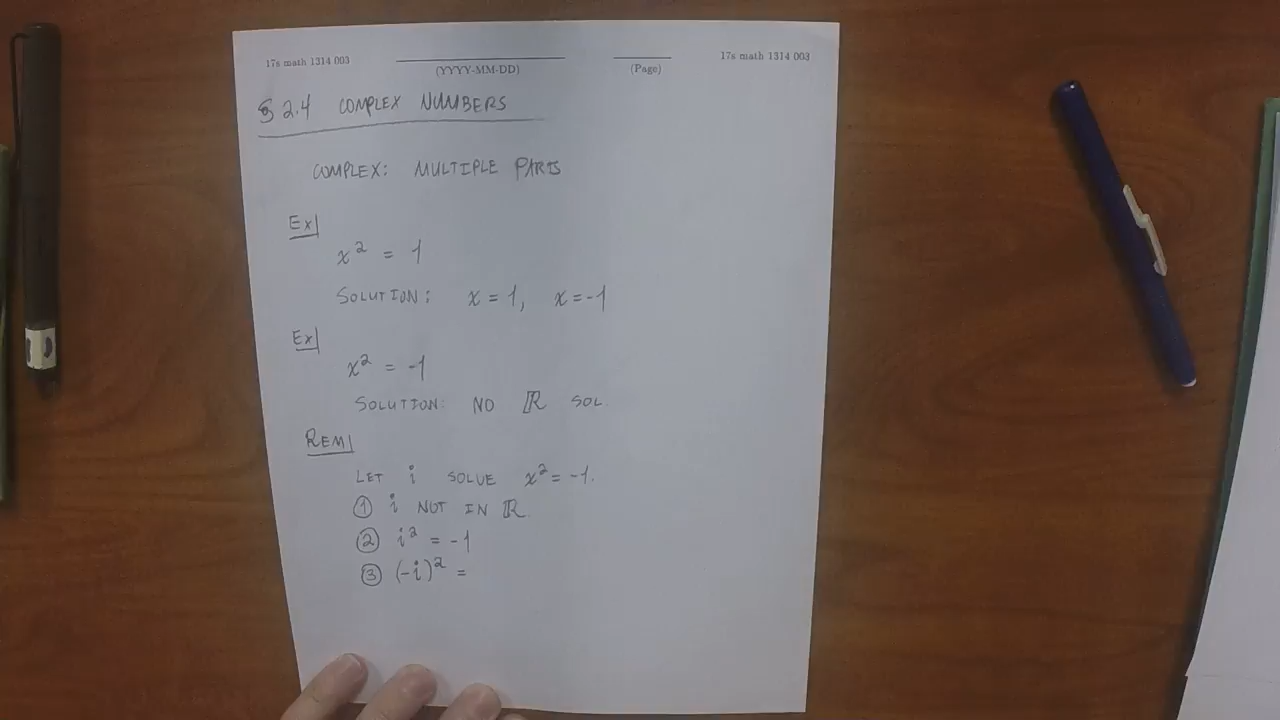 17s math 1314 003 (YYYY-MM-DD) (Page) 17s math 1314 003
§ 2.4 COMPLEX NUMBERS
COMPLEX: MULTIPLE PARTS
Ex
x² = 1
SOLUTION: x = 1, x = -1
Ex
x² = -1
SOLUTION: NO ℝ SOL
REM
LET i SOLVE x² = -1.
① i NOT IN ℝ.
② i² = -1
③ (-i)² =